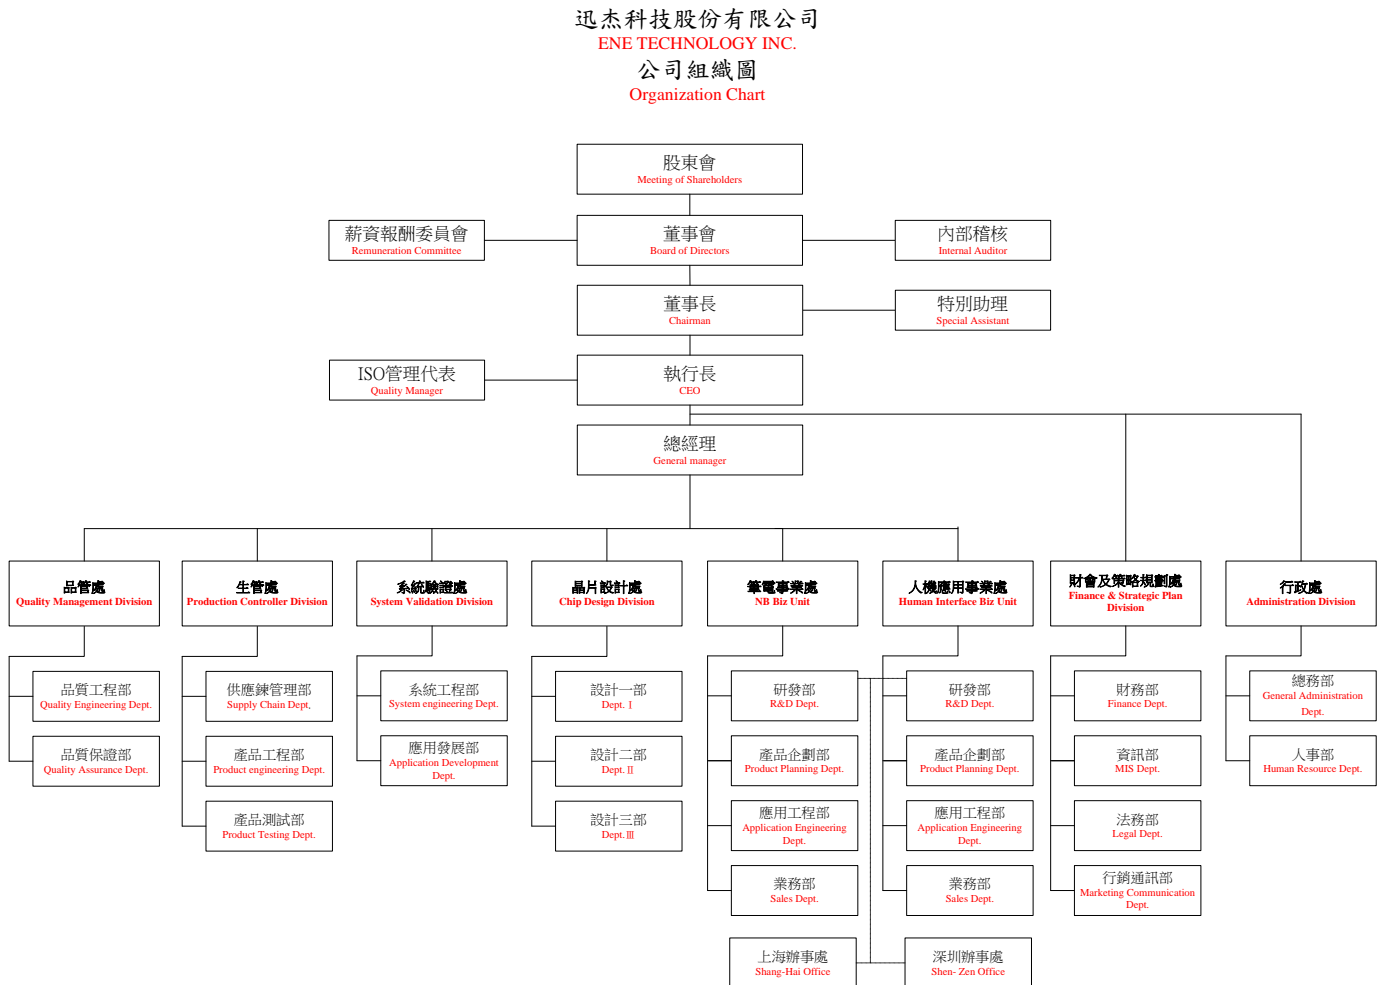 迅杰科技股份有限公司
ENE TECHNOLOGY INC.
公司組織圖
Organization Chart
股東會
Meeting of Shareholders
薪資報酬委員會
Remuneration Committee
董事會
Board of Directors
內部稽核
Internal Auditor
董事長
Chairman
特別助理
Special Assistant
ISO管理代表
Quality Manager
執行長
CEO
總經理
General manager
品管處
Quality Management Division
生管處
Production Controller Division
系統驗證處
System Validation Division
晶片設計處
Chip Design Division
筆電事業處
NB Biz Unit
人機應用事業處
Human Interface Biz Unit
財會及策略規劃處
Finance & Strategic Plan
Division
行政處
Administration Division
品質工程部
Quality Engineering Dept.
品質保證部
Quality Assurance Dept.
供應鍊管理部
Supply Chain Dept.
產品工程部
Product engineering Dept.
產品測試部
Product Testing Dept.
系統工程部
System engineering Dept.
應用發展部
Application Development
Dept.
設計一部
Dept. Ⅰ
設計二部
Dept. Ⅱ
設計三部
Dept. Ⅲ
研發部
R&D Dept.
產品企劃部
Product Planning Dept.
應用工程部
Application Engineering
Dept.
業務部
Sales Dept.
研發部
R&D Dept.
產品企劃部
Product Planning Dept.
應用工程部
Application Engineering
Dept.
業務部
Sales Dept.
財務部
Finance Dept.
資訊部
MIS Dept.
法務部
Legal Dept.
行銷通訊部
Marketing Communication
Dept.
總務部
General Administration
Dept.
人事部
Human Resource Dept.
上海辦事處
Shang-Hai Office
深圳辦事處
Shen- Zen Office